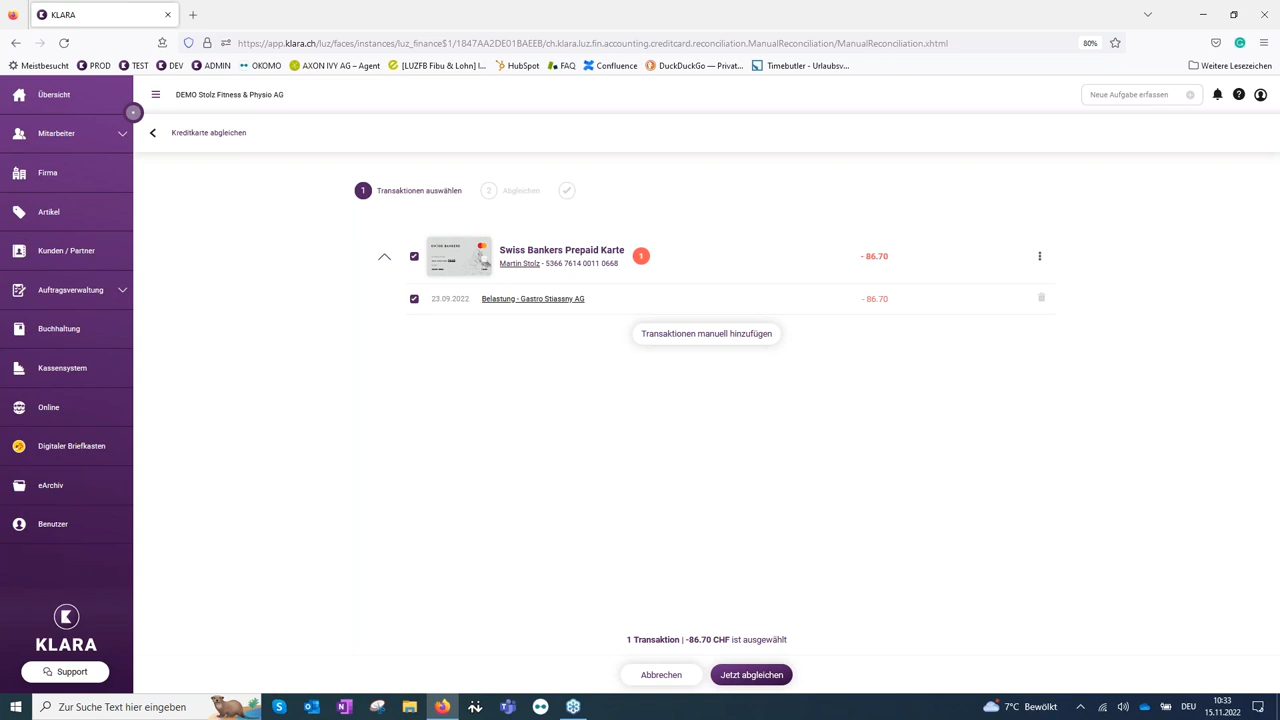 KLARA
https://app.klara.ch/luz/faces/instances/luz_finance$1/1847AA2DE01BAEEB/ch.klara.luz.fin.accounting.creditcard.reconciliation.ManualReconciliation/ManualReconciliation.xhtml
80%
Meistbesucht PROD TEST DEV ADMIN OKOMO AXON IVY AG – Agent [LUZFB Fibu & Lohn] I... HubSpot FAQ Confluence DuckDuckGo — Privat... Timebutler - Urlaubsv... Weitere Lesezeichen
Übersicht
DEMO Stolz Fitness & Physio AG
Neue Aufgabe erfassen
Mitarbeiter
Kreditkarte abgleichen
Firma
1 Transaktionen auswählen 2 Abgleichen
Artikel
Kunden / Partner
SWISS BANKERS
Swiss Bankers Prepaid Karte 1 - 86.70
Martin Stolz - 5366 7614 0011 0668
Auftragsverwaltung
23.09.2022 Belastung - Gastro Stiassny AG - 86.70
Buchhaltung
Transaktionen manuell hinzufügen
Kassensystem
Online
Digitaler Briefkasten
eArchiv
Benutzer
KLARA
1 Transaktion | -86.70 CHF ist ausgewählt
Support
Abbrechen Jetzt abgleichen
Zur Suche Text hier eingeben
7°C Bewölkt
DEU
10:33
15.11.2022